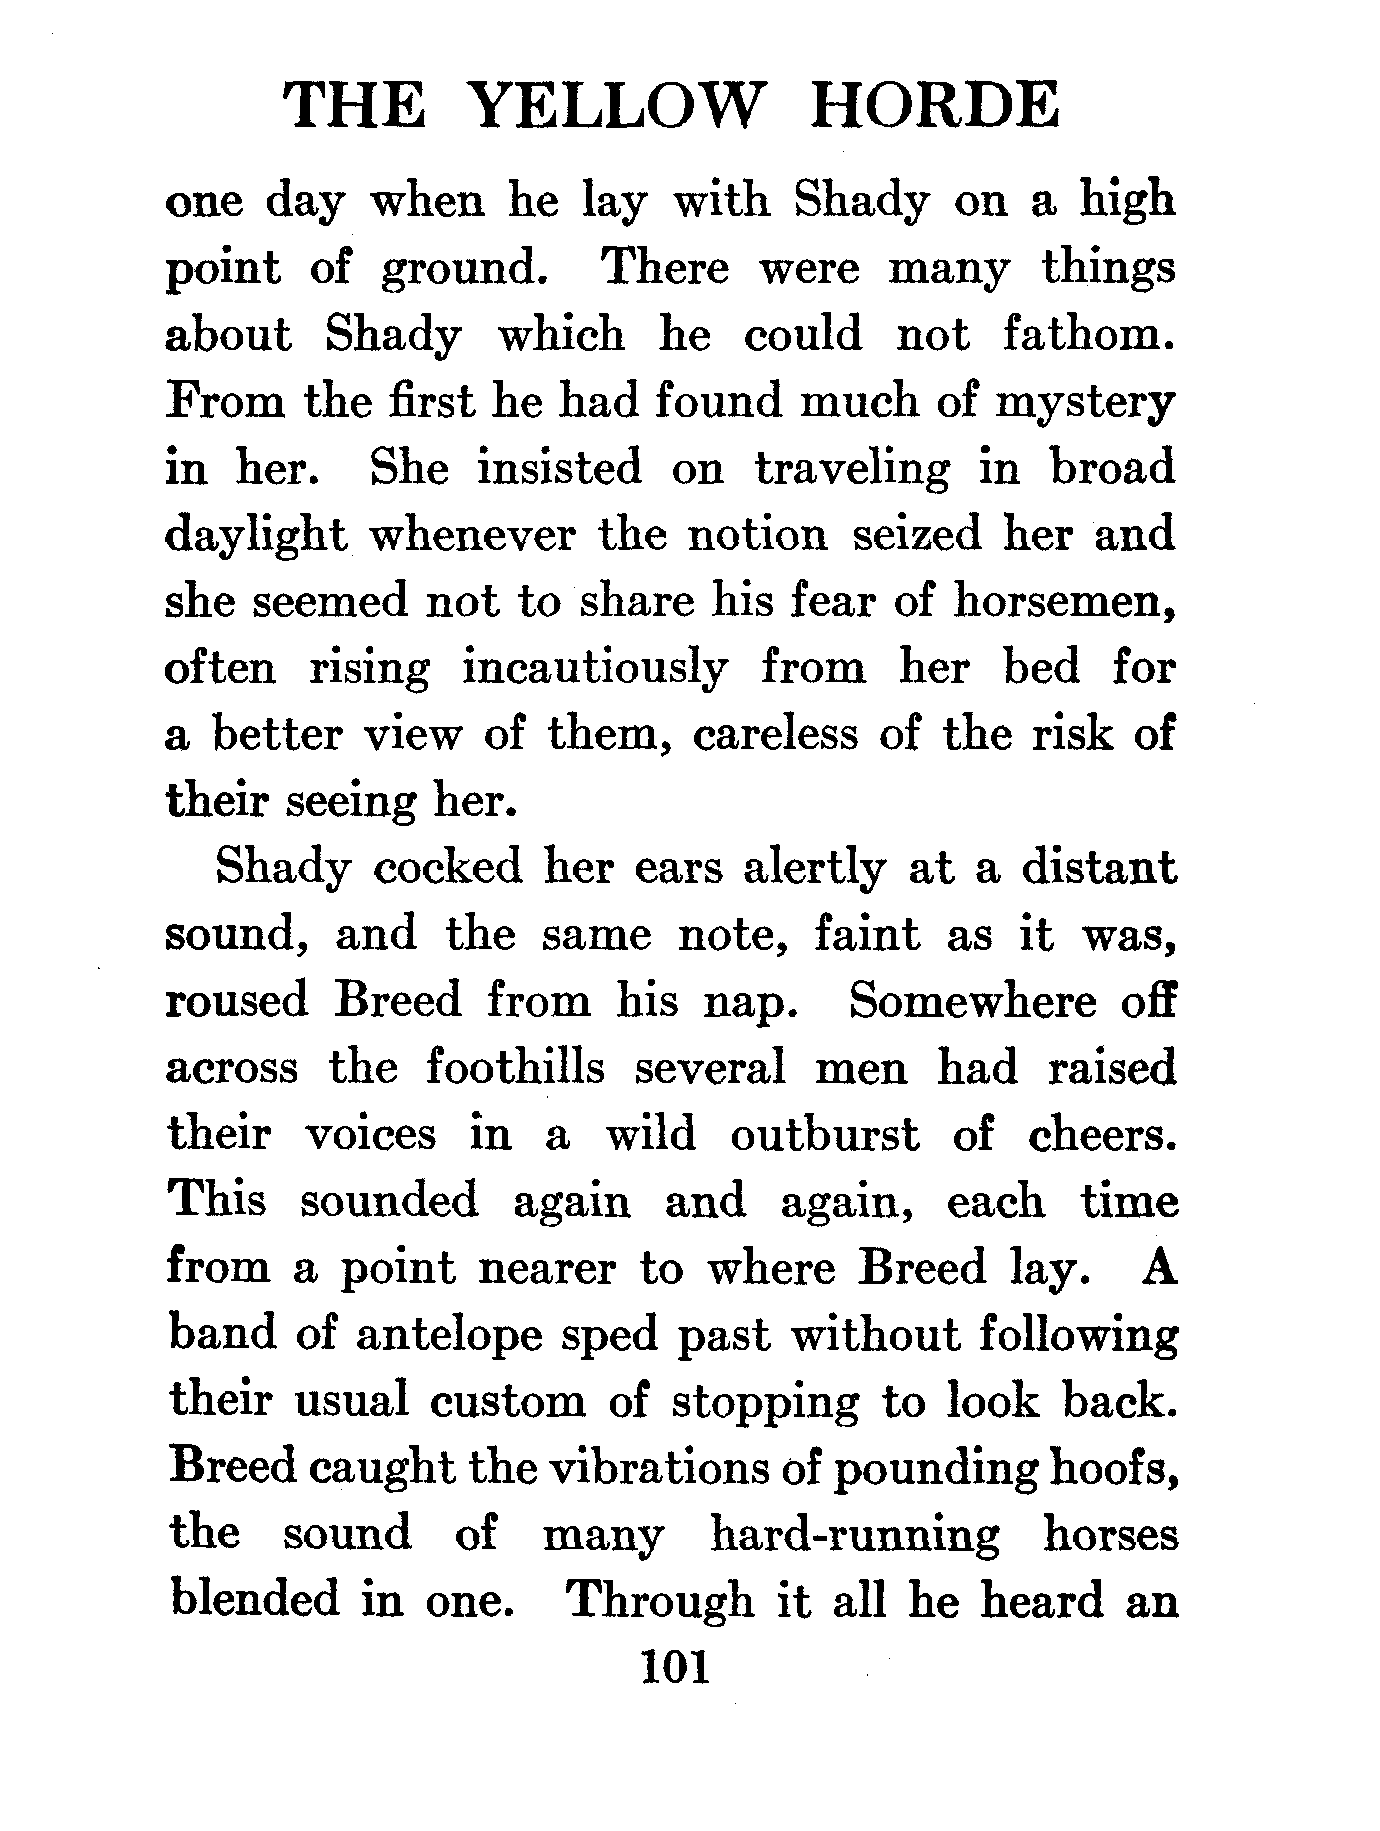 THE YELLOW HORDE
one day when he lay with Shady on a high
point of ground. There were many things
about Shady which he could not fathom.
From the first he had found much of mystery
in her. She insisted on traveling in broad
daylight whenever the notion seized her and
she seemed not to share his fear of horsemen,
often rising incautiously from her bed for
a better view of them, careless of the risk of
their seeing her.
Shady cocked her ears alertly at a distant
sound, and the same note, faint as it was,
roused Breed from his nap. Somewhere off
across the foothills several men had raised
their voices in a wild outburst of cheers.
This sounded again and again, each time
from a point nearer to where Breed lay. A
band of antelope sped past without following
their usual custom of stopping to look back.
Breed caught the vibrations of pounding hoofs,
the sound of many hard-running horses
blended in one. Through it all he heard an
101